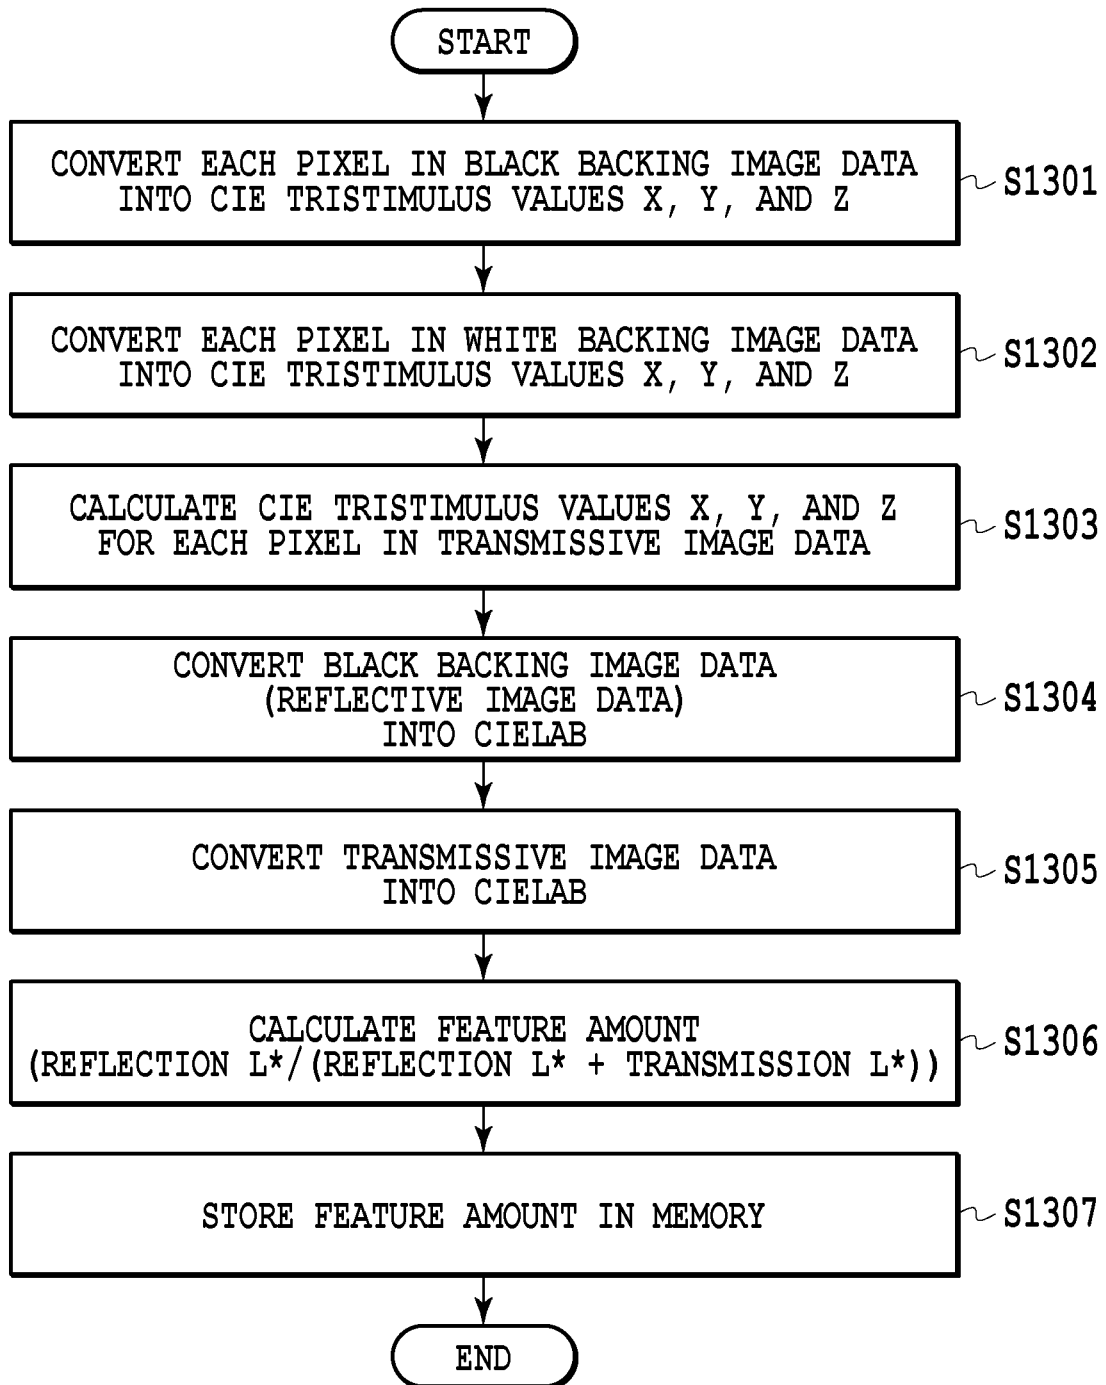 START
CONVERT EACH PIXEL IN BLACK BACKING IMAGE DATA
INTO CIE TRISTIMULUS VALUES X, Y, AND Z
S1301
CONVERT EACH PIXEL IN WHITE BACKING IMAGE DATA
INTO CIE TRISTIMULUS VALUES X, Y, AND Z
S1302
CALCULATE CIE TRISTIMULUS VALUES X, Y, AND Z
FOR EACH PIXEL IN TRANSMISSIVE IMAGE DATA
S1303
CONVERT BLACK BACKING IMAGE DATA
(REFLECTIVE IMAGE DATA)
INTO CIELAB
S1304
CONVERT TRANSMISSIVE IMAGE DATA
INTO CIELAB
S1305
CALCULATE FEATURE AMOUNT
(REFLECTION L*/(REFLECTION L* + TRANSMISSION L*))
S1306
STORE FEATURE AMOUNT IN MEMORY
S1307
END